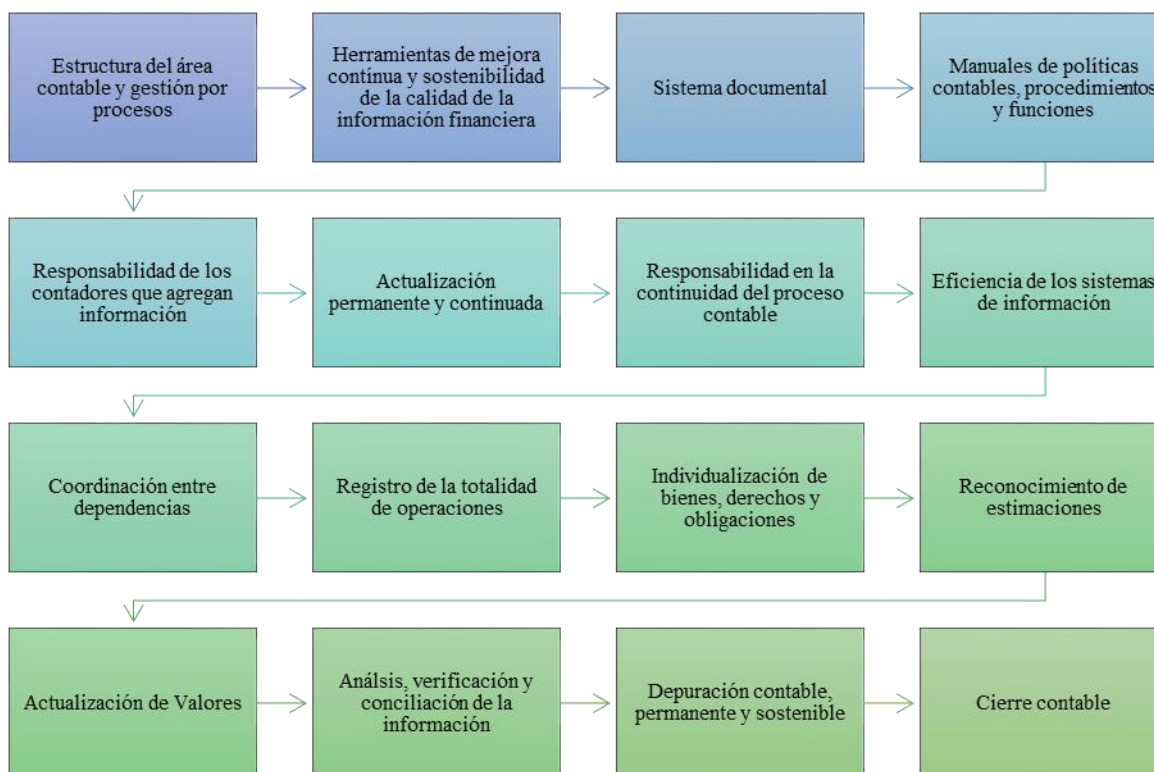 Estructura del área
contable y gestión por
procesos
Herramientas de mejora
contínua y sostenibilidad
de la calidad de la
información financiera
Sistema documental
Manuales de políticas
contables, procedimientos
y funciones
Responsabilidad de los
contadores que agregan
información
Actualización
permanente y continuada
Responsabilidad en la
continuidad del proceso
contable
Eficiencia de los sistemas
de información
Coordinación entre
dependencias
Registro de la totalidad
de operaciones
Individualización de
bienes, derechos y
obligaciones
Reconocimiento de
estimaciones
Actualización de Valores
Análsis, verificación y
conciliación de la
información
Depuración contable,
permanente y sostenible
Cierre contable